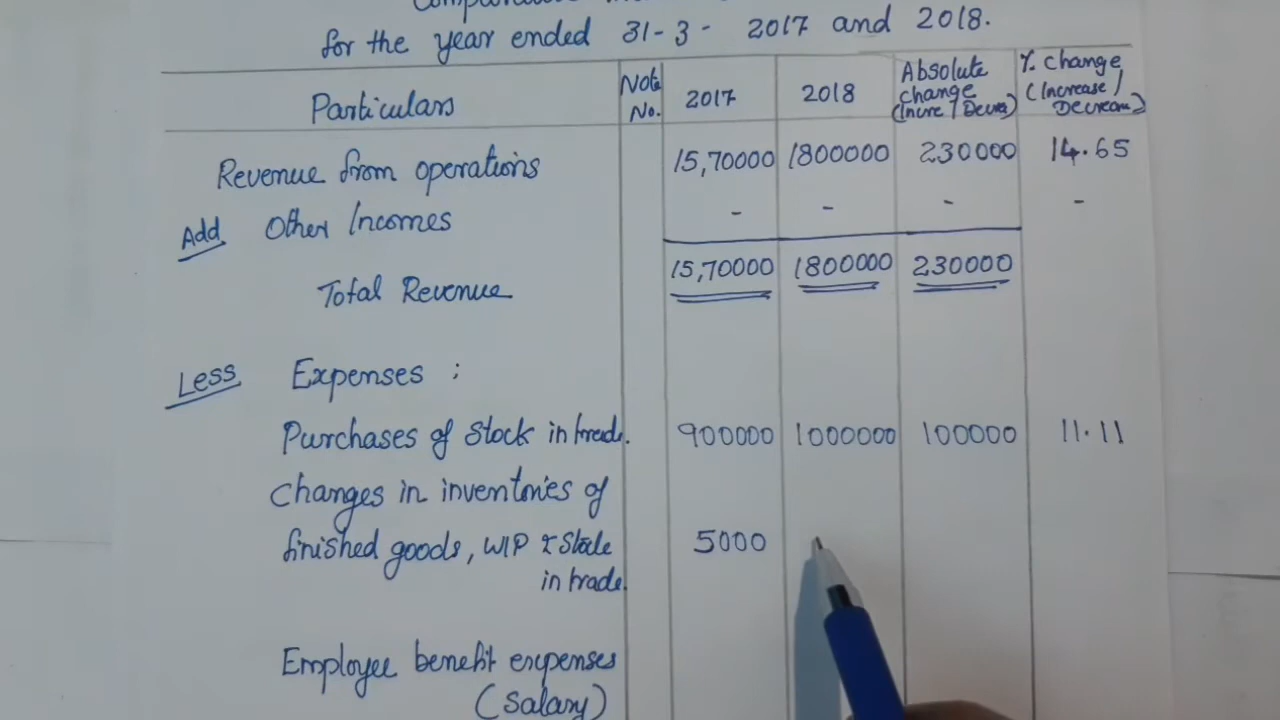 for the year ended 31-3- 2017 and 2018.
Particulars Note No. 2017 2018 Absolute change (Incre / Decre) % change (Increase / Decrease)
Revenue from operations 15,70000 1800000 230000 14.65
Add Other Incomes - - - -
Total Revenue 15,70000 1800000 230000
Less Expenses :
Purchases of Stock in trade. 900000 1000000 100000 11.11
Changes in inventories of
finished goods, WIP & 5000
in trade.
Employee benefit expenses
(Salary)